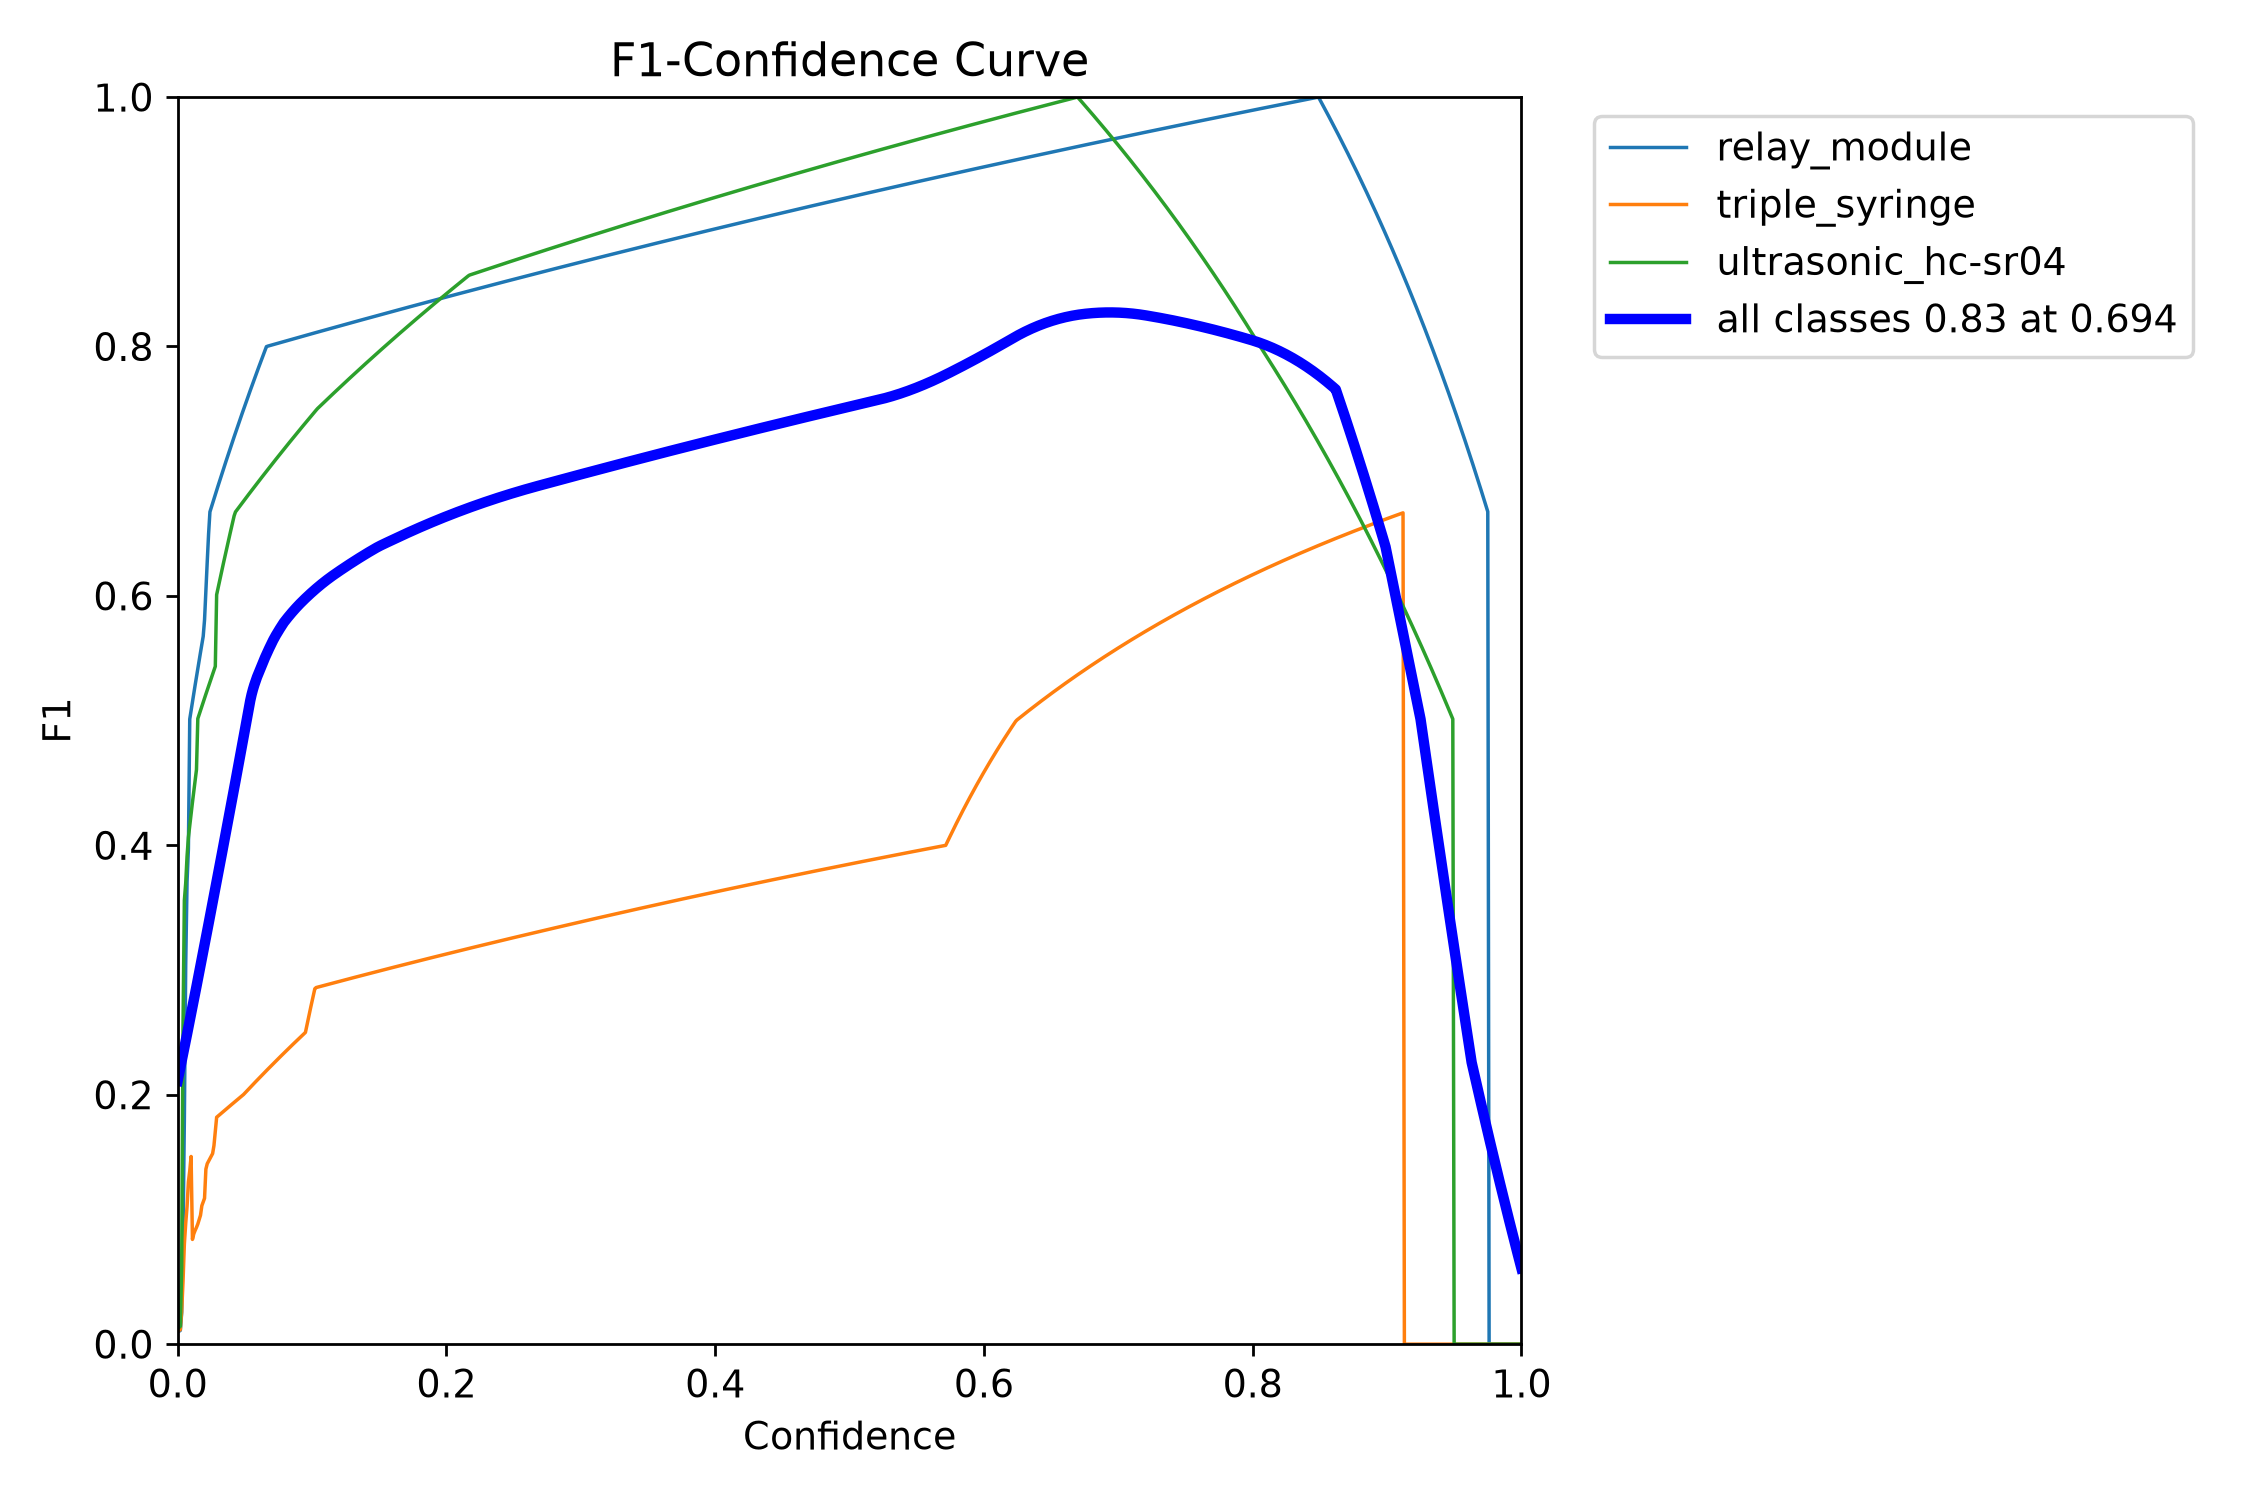 F1-Confidence Curve
1.0
0.8
0.6
0.4
0.2
0.0
F1
0.0 0.2 0.4 0.6 0.8 1.0
Confidence
relay_module
triple_syringe
ultrasonic_hc-sr04
all classes 0.83 at 0.694